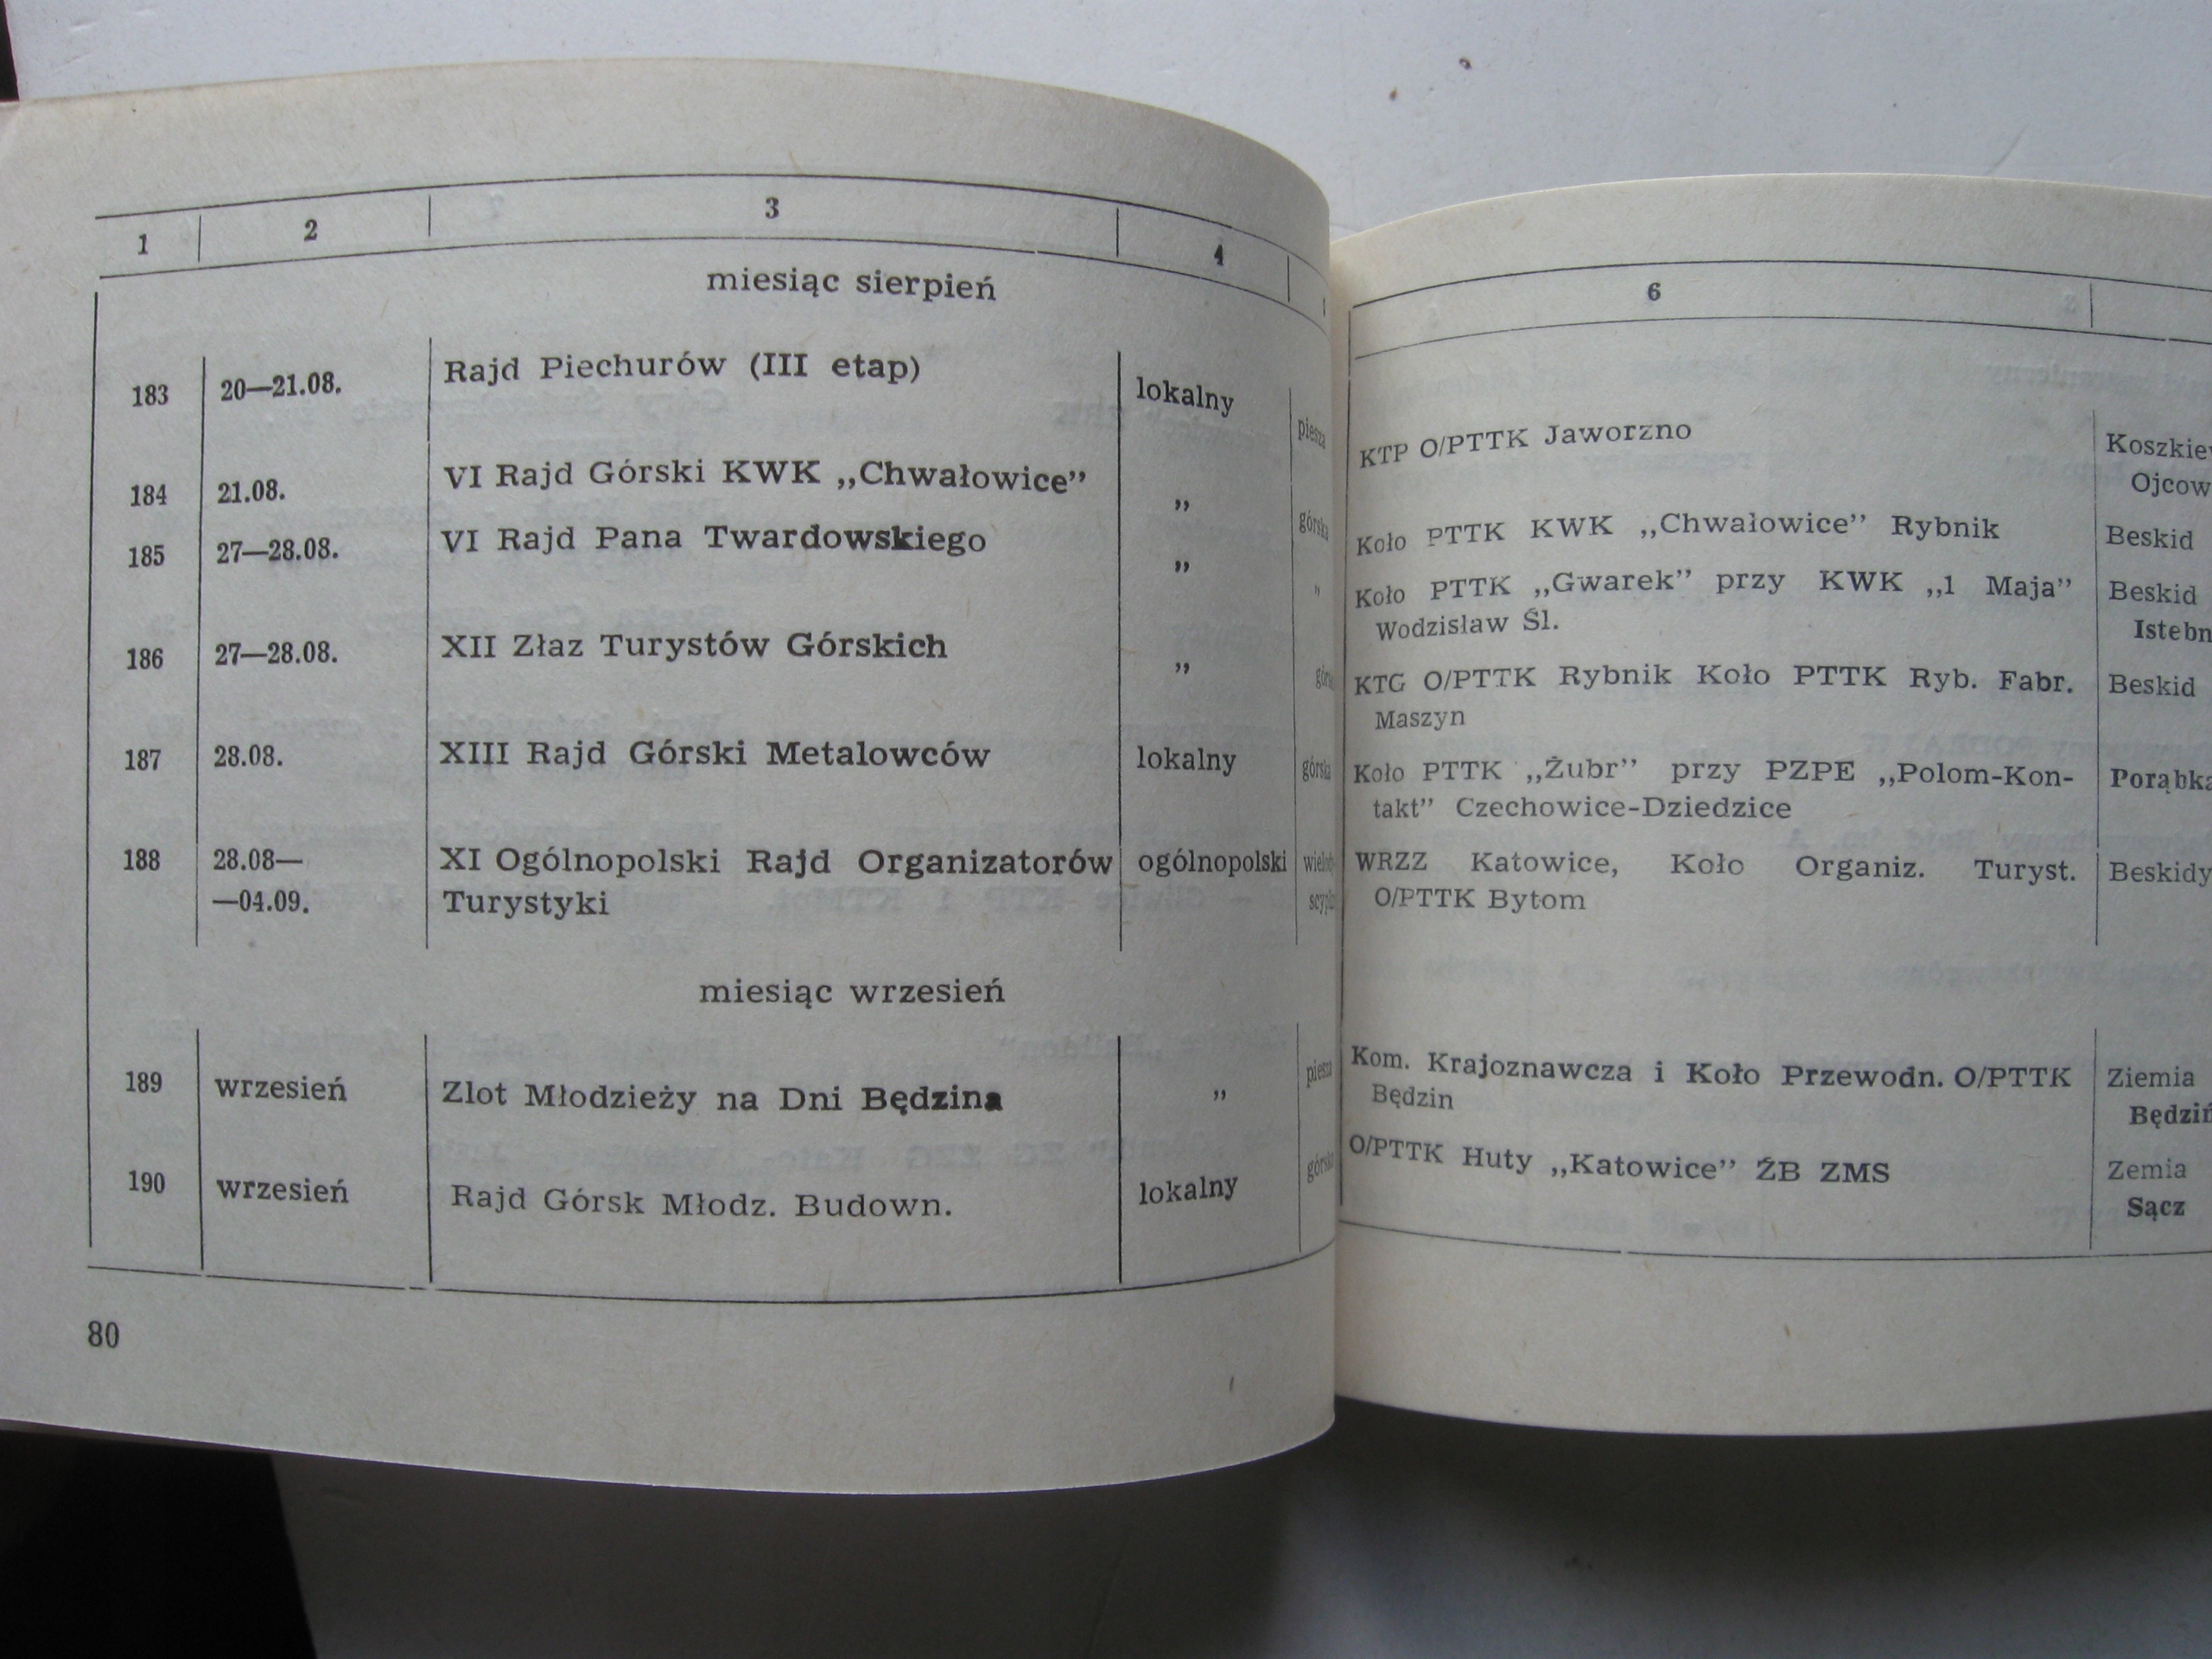 1 2 3 4
miesiąc sierpień
183 20—21.08. Rajd Piechurów (III etap) lokalny
184 21.08. VI Rajd Górski KWK „Chwałowice” „ górska
185 27—28.08. VI Rajd Pana Twardowskiego „ „
186 27—28.08. XII Złaz Turystów Górskich „
187 28.08. XIII Rajd Górski Metalowców lokalny górska
188 28.08— XI Ogólnopolski Rajd Organizatorów ogólnopolski
—04.09. Turystyki
miesiąc wrzesień
189 wrzesień Zlot Młodzieży na Dni Będzina „
190 wrzesień Rajd Górsk Młodz. Budown. lokalny
80
6
KTP O/PTTK Jaworzno
Ojcow
Koło PTTK KWK „Chwałowice” Rybnik Beskid
Koło PTTK „Gwarek” przy KWK „1 Maja” Beskid
Wodzisław Śl. Istebn
KTG O/PTTK Rybnik Koło PTTK Ryb. Fabr. Beskid
Maszyn
Koło PTTK „Żubr” przy PZPE „Polom-Kon- Porąbka
takt” Czechowice-Dziedzice
WRZZ Katowice, Koło Organiz. Turyst. Beskidy
O/PTTK Bytom
Kom. Krajoznawcza i Koło Przewodn. O/PTTK Ziemia
Będzin
O/PTTK Huty „Katowice” ŹB ZMS Zemia
Sącz